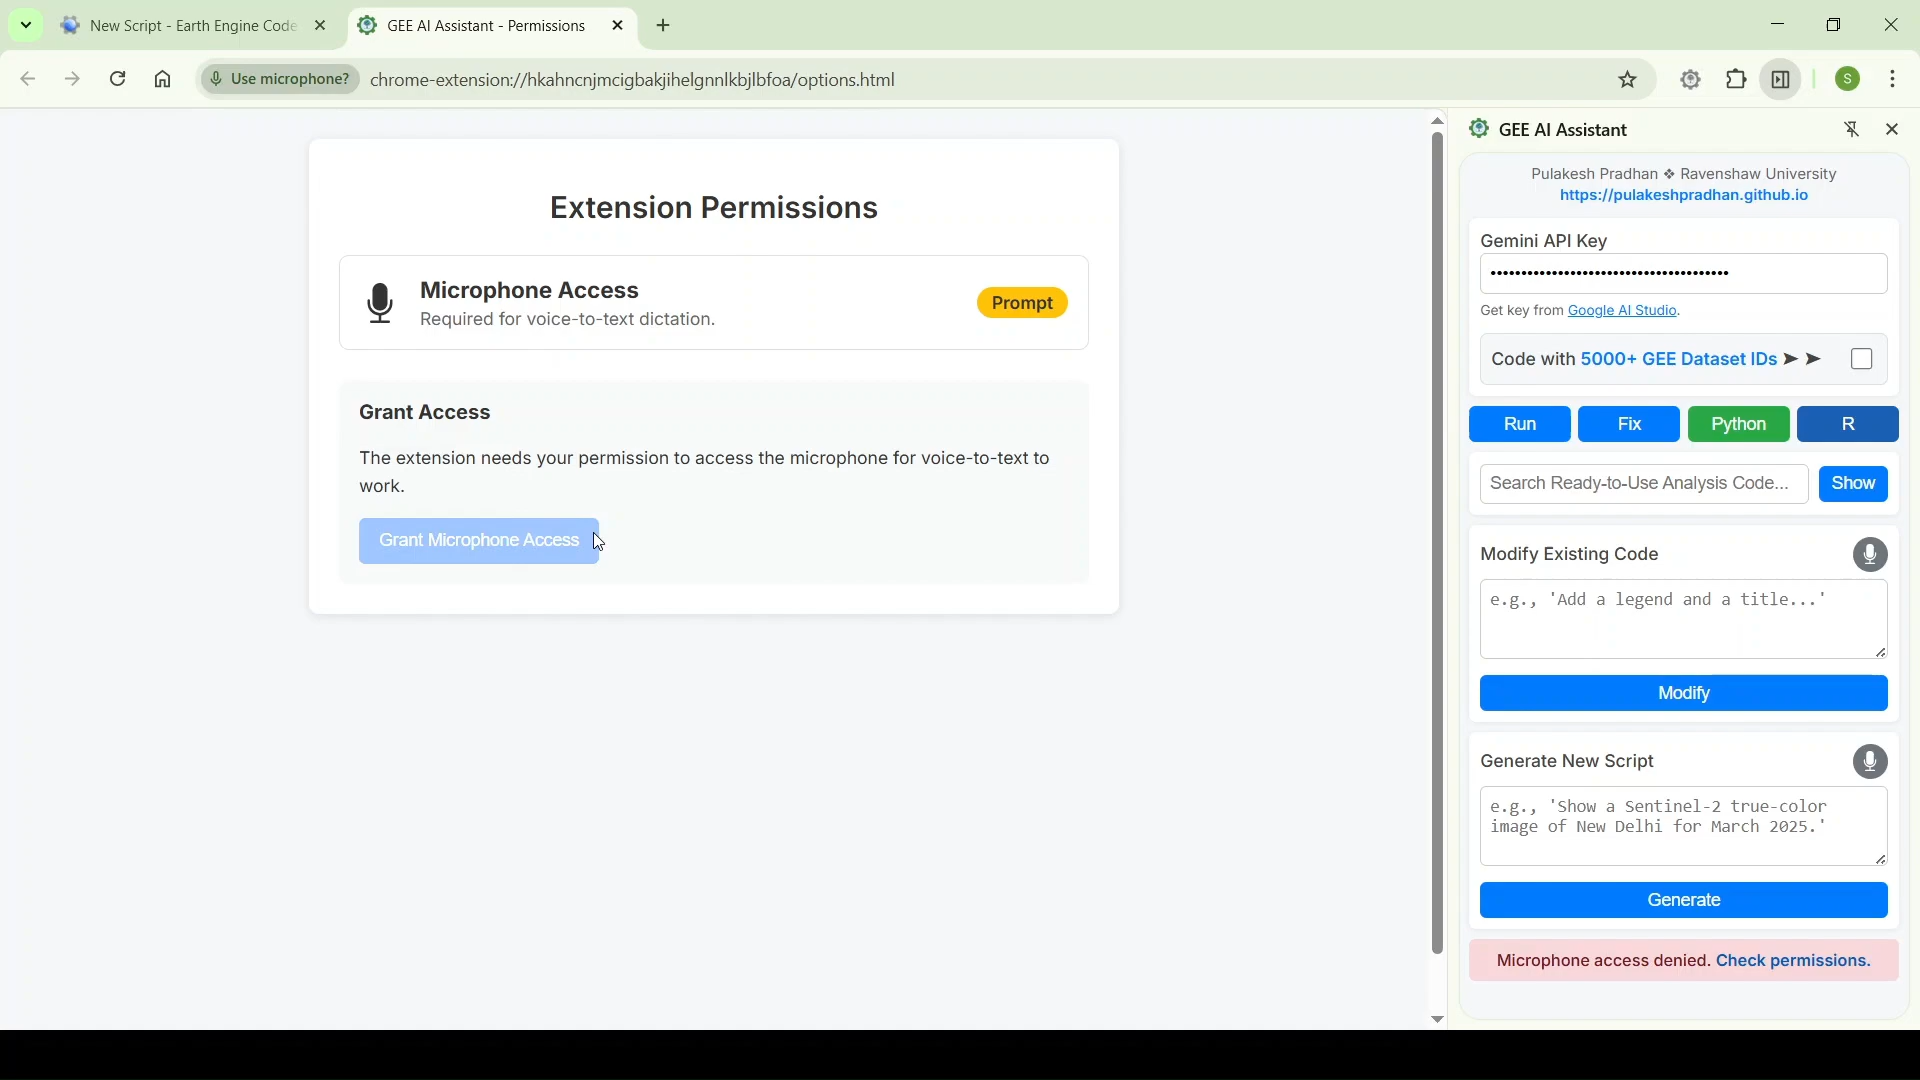 New Script - Earth Engine Code
GEE AI Assistant - Permissions
Use microphone?
chrome-extension://hkahncnjmcigbakjihelgnnlkbjlbfoa/options.html
S
GEE AI Assistant
Pulakesh Pradhan ❖ Ravenshaw University
https://pulakeshpradhan.github.io
Extension Permissions
Microphone Access
Required for voice-to-text dictation.
Prompt
Grant Access
The extension needs your permission to access the microphone for voice-to-text to
work.
Grant Microphone Access
Gemini API Key
••••••••••••••••••••••••••••••••••••••••
Get key from Google AI Studio.
Code with 5000+ GEE Dataset IDs ➤ ➤
Run
Fix
Python
R
Search Ready-to-Use Analysis Code...
Show
Modify Existing Code
e.g., 'Add a legend and a title...'
Modify
Generate New Script
e.g., 'Show a Sentinel-2 true-color
image of New Delhi for March 2025.'
Generate
Microphone access denied. Check permissions.